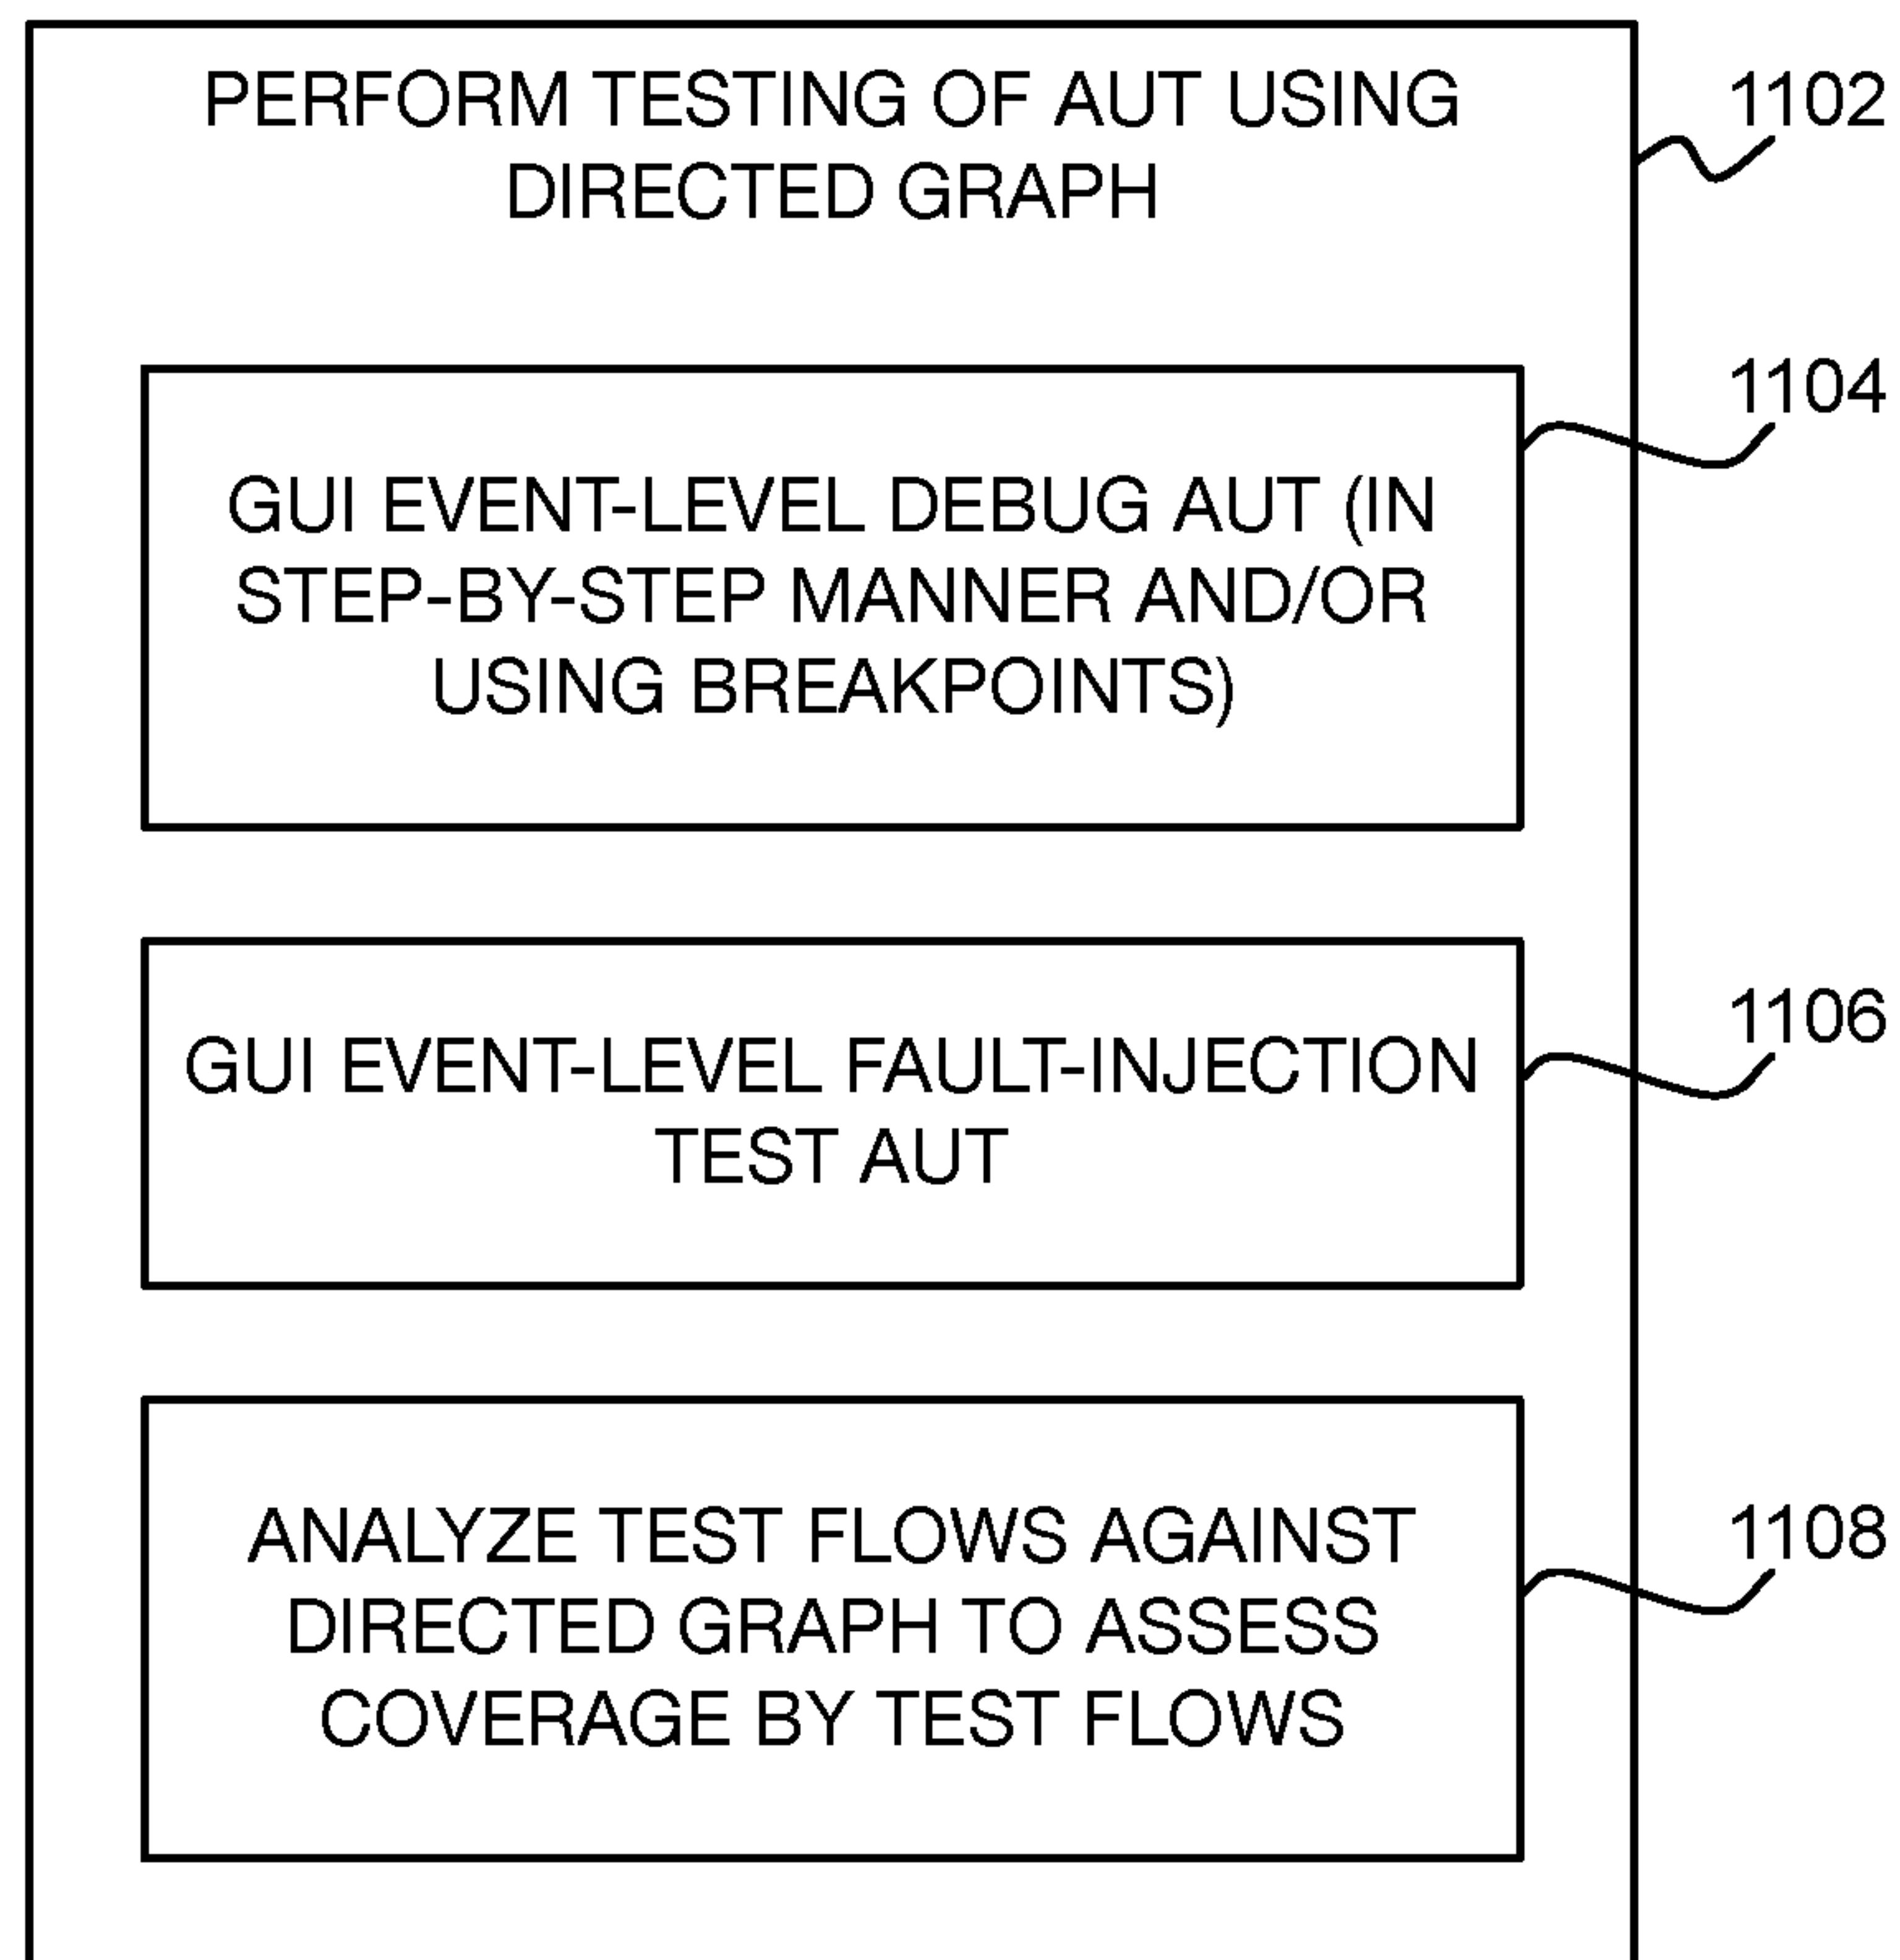 PERFORM TESTING OF AUT USING
DIRECTED GRAPH
1102
1104
GUI EVENT-LEVEL DEBUG AUT (IN
STEP-BY-STEP MANNER AND/OR
USING BREAKPOINTS)
1106
GUI EVENT-LEVEL FAULT-INJECTION
TEST AUT
1108
ANALYZE TEST FLOWS AGAINST
DIRECTED GRAPH TO ASSESS
COVERAGE BY TEST FLOWS